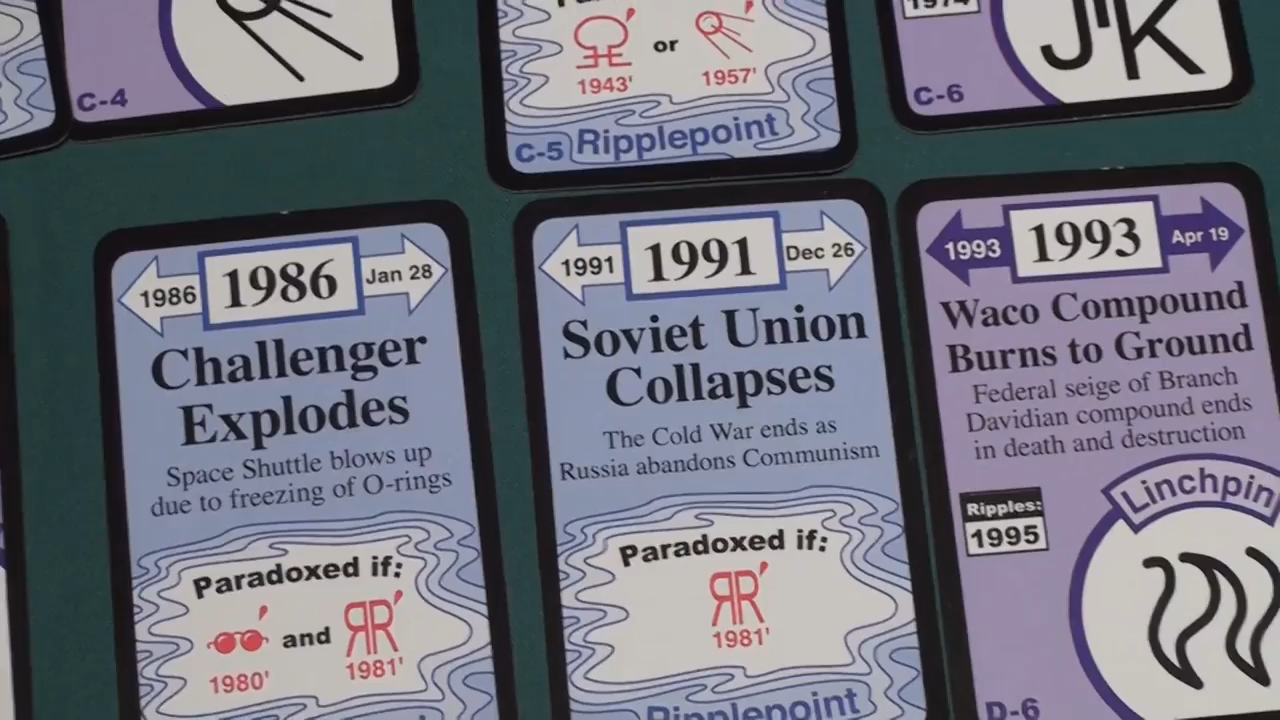 C-4
or
1943'
1957'
C-5
Ripplepoint
C-6
JK
1986
1986
Jan 28
Challenger
Explodes
Space Shuttle blows up
due to freezing of O-rings
Paradoxed if:
and
1980'
1981'
1991
1991
Dec 26
Soviet Union
Collapses
The Cold War ends as
Russia abandons Communism
Paradoxed if:
1981'
Ripplepoint
1993
1993
Apr 19
Waco Compound
Burns to Ground
Federal seige of Branch
Davidian compound ends
in death and destruction
Linchpin
Ripples:
1995
D-6